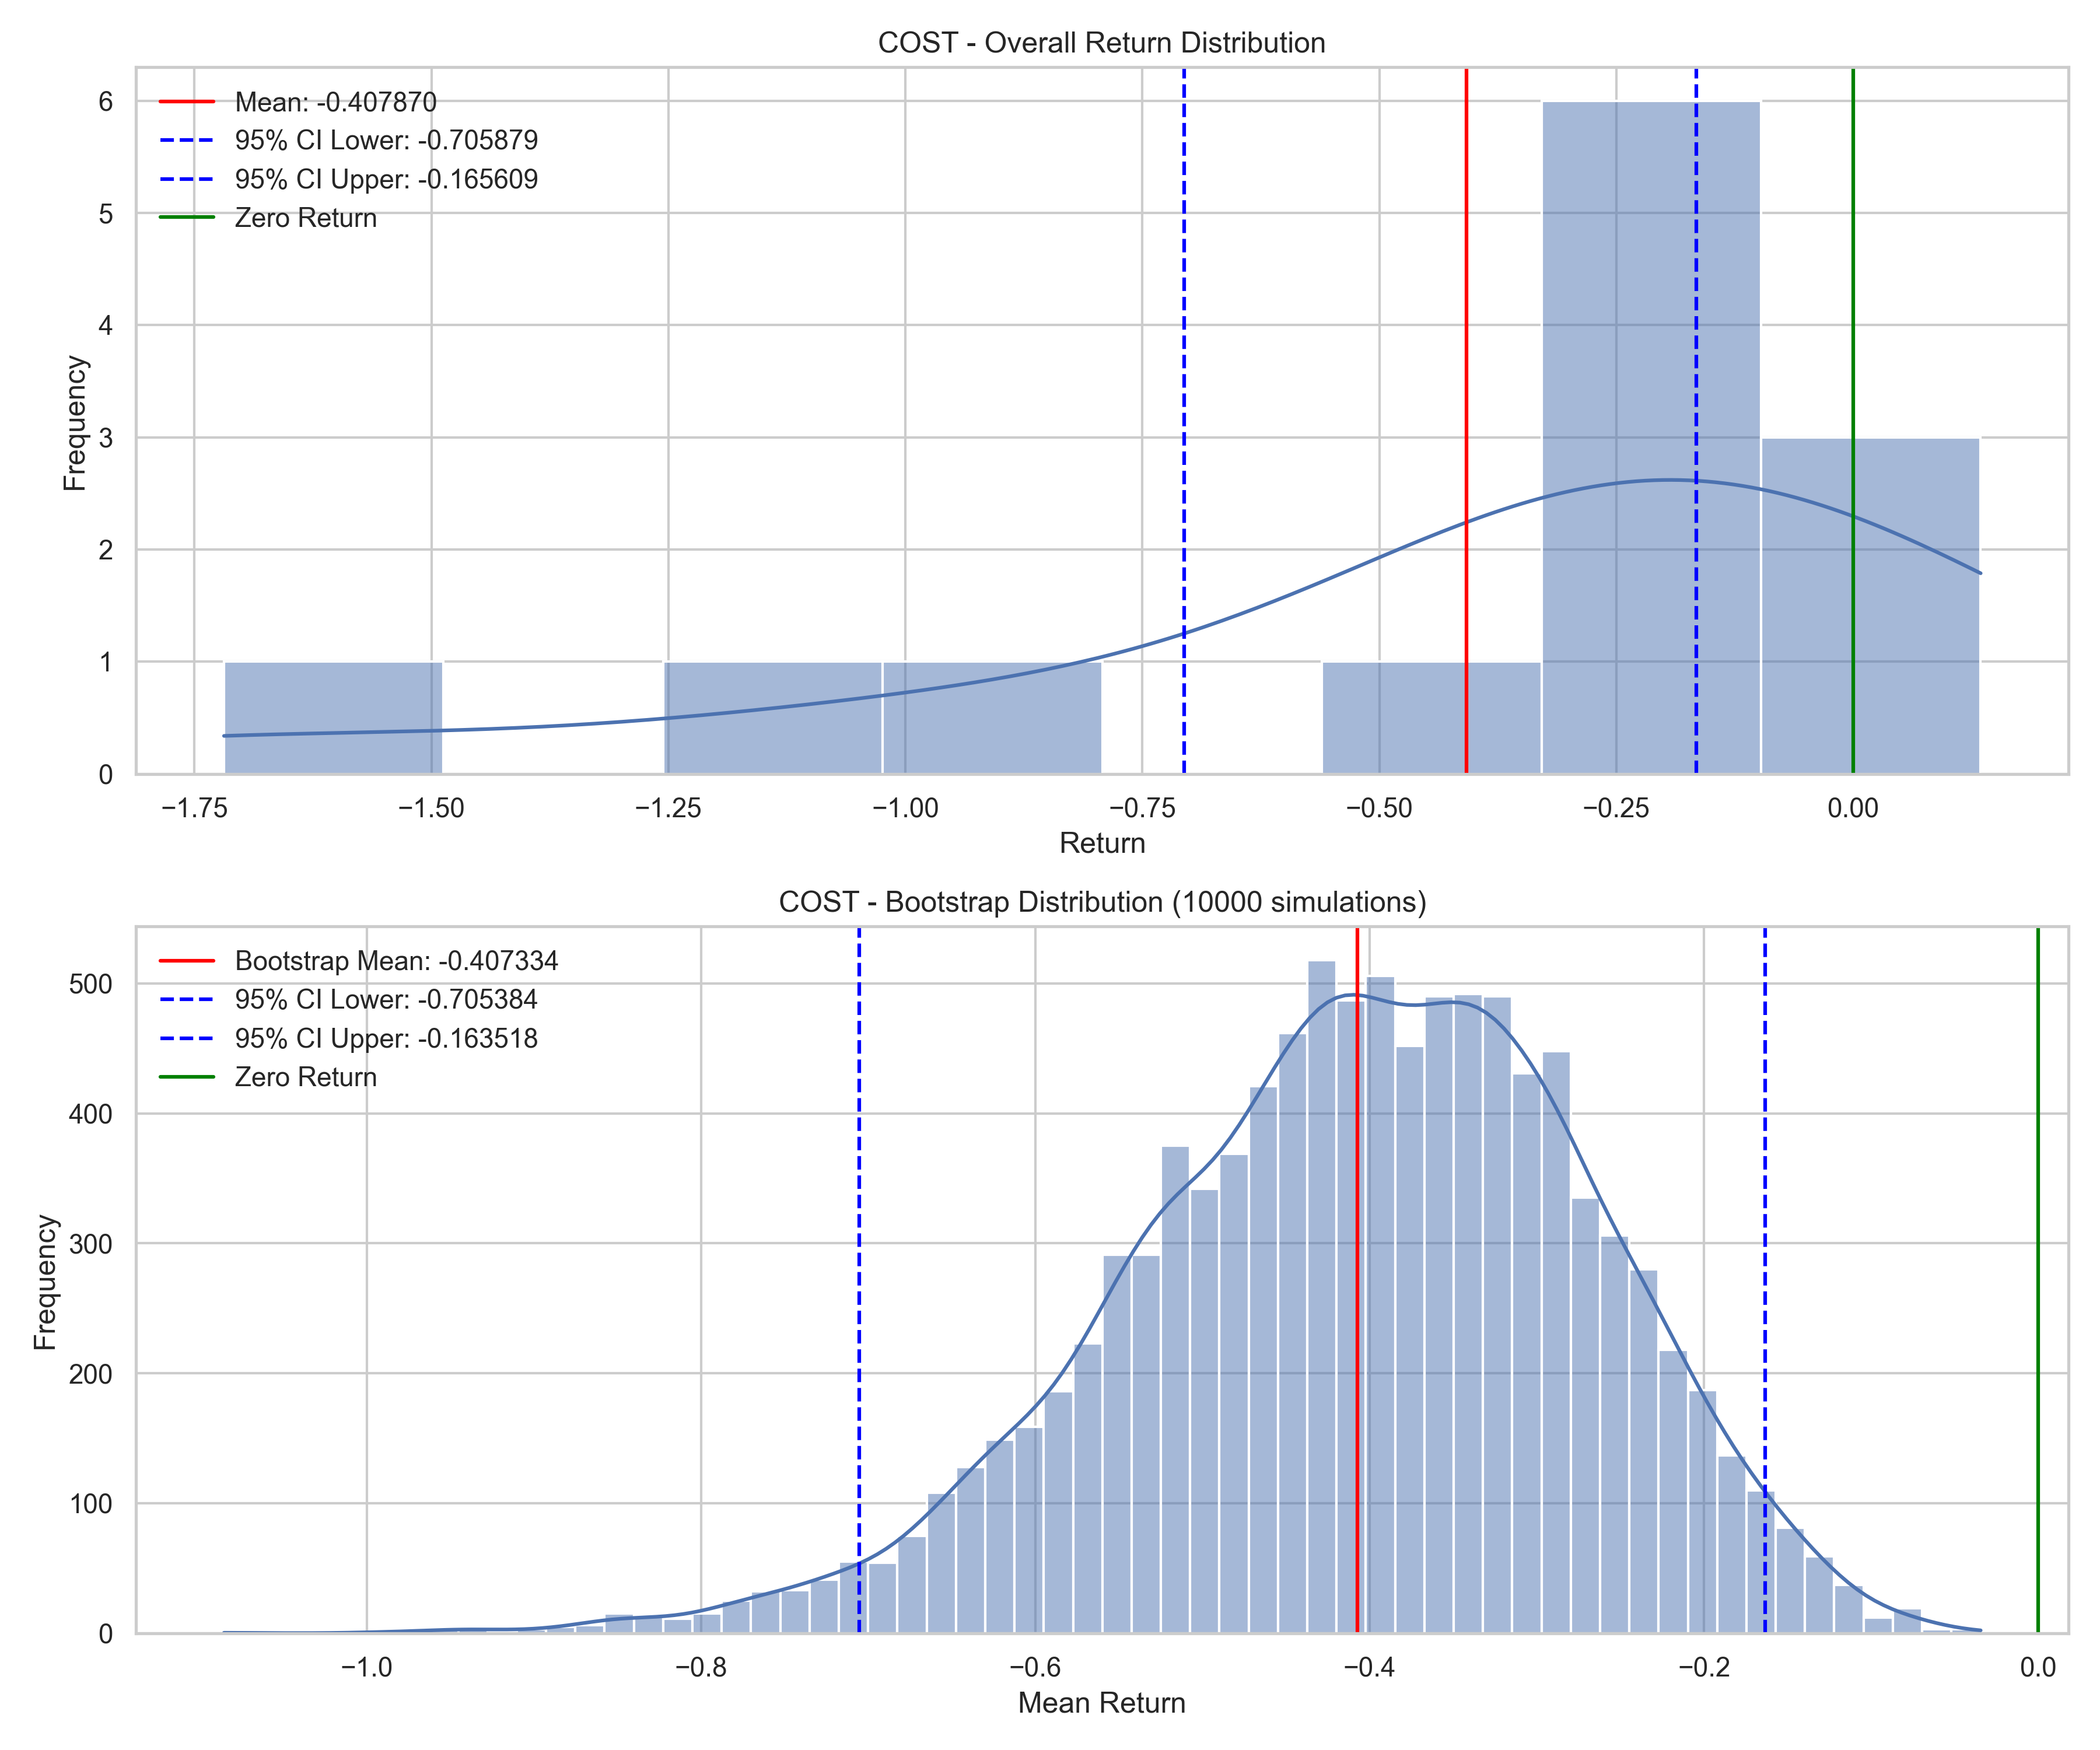 COST - Overall Return Distribution
Mean: -0.407870
95% CI Lower: -0.705879
95% CI Upper: -0.165609
Zero Return
Frequency
6
5
4
3
2
1
0
−1.75 −1.50 −1.25 −1.00 −0.75 −0.50 −0.25 0.00
Return
COST - Bootstrap Distribution (10000 simulations)
Bootstrap Mean: -0.407334
95% CI Lower: -0.705384
95% CI Upper: -0.163518
Zero Return
Frequency
500
400
300
200
100
0
−1.0 −0.8 −0.6 −0.4 −0.2 0.0
Mean Return